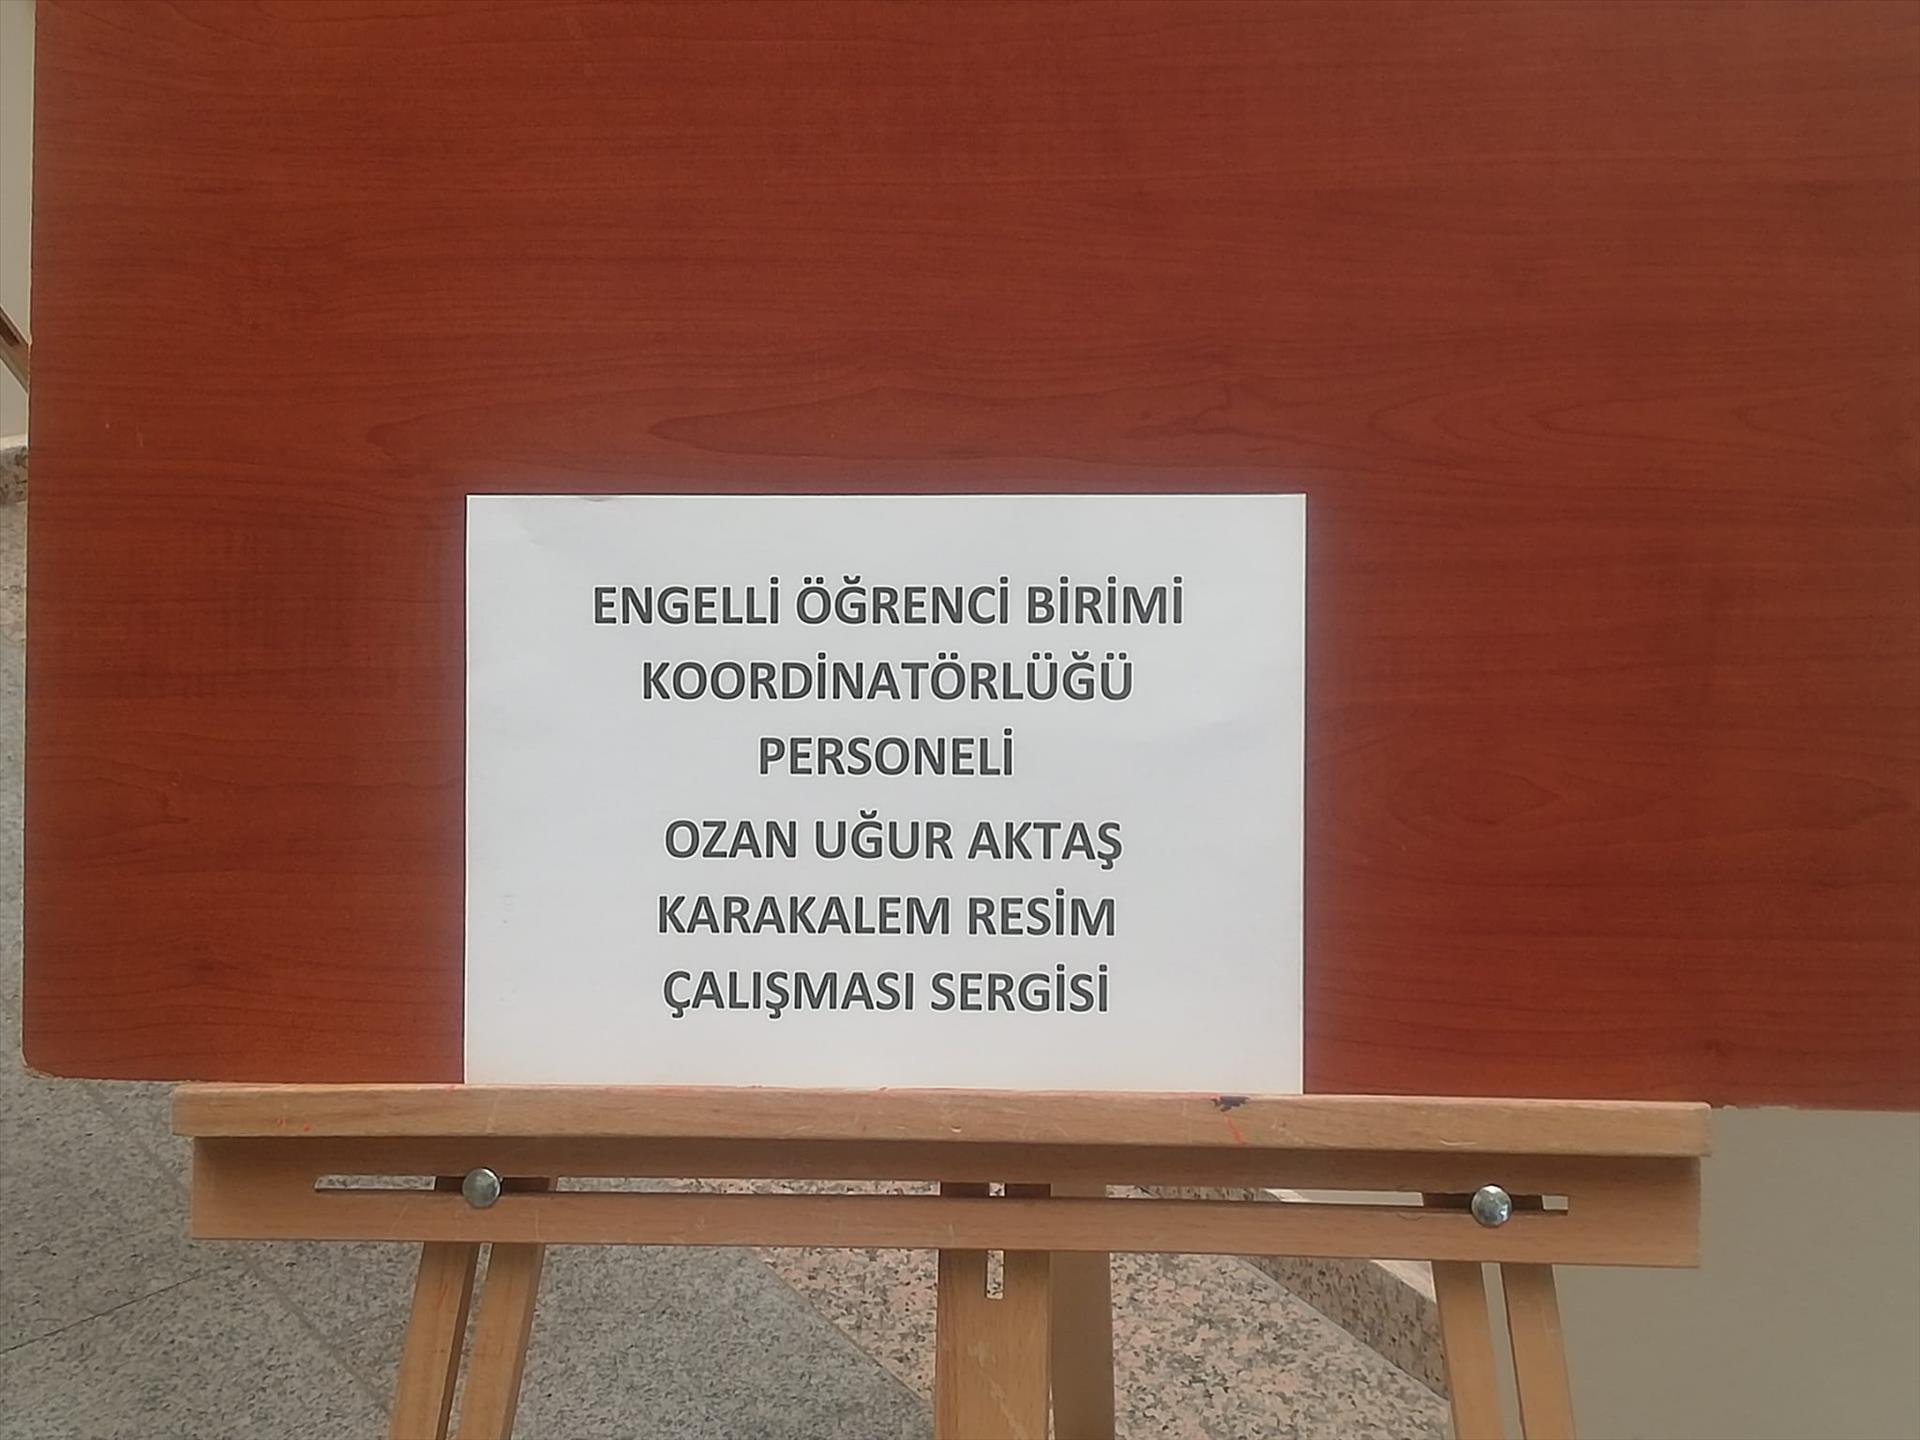 ENGELLİ ÖĞRENCİ BİRİMİ
KOORDİNATÖRLÜĞÜ
PERSONELİ
OZAN UĞUR AKTAŞ
KARAKALEM RESİM
ÇALIŞMASI SERGİSİ